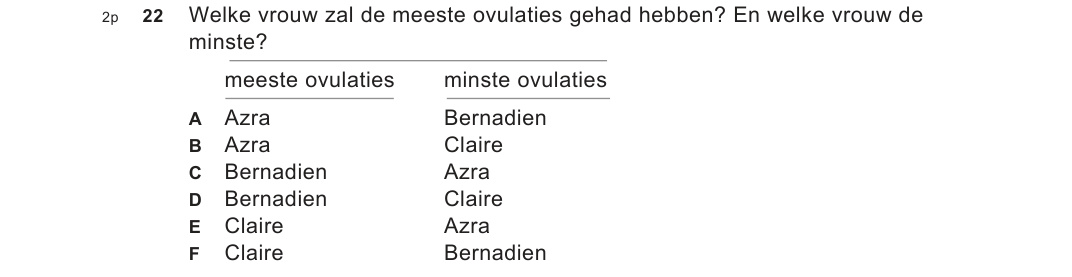 2p 22 Welke vrouw zal de meeste ovulaties gehad hebben? En welke vrouw de
minste?
meeste ovulaties minste ovulaties
A Azra Bernadien
B Azra Claire
C Bernadien Azra
D Bernadien Claire
E Claire Azra
F Claire Bernadien